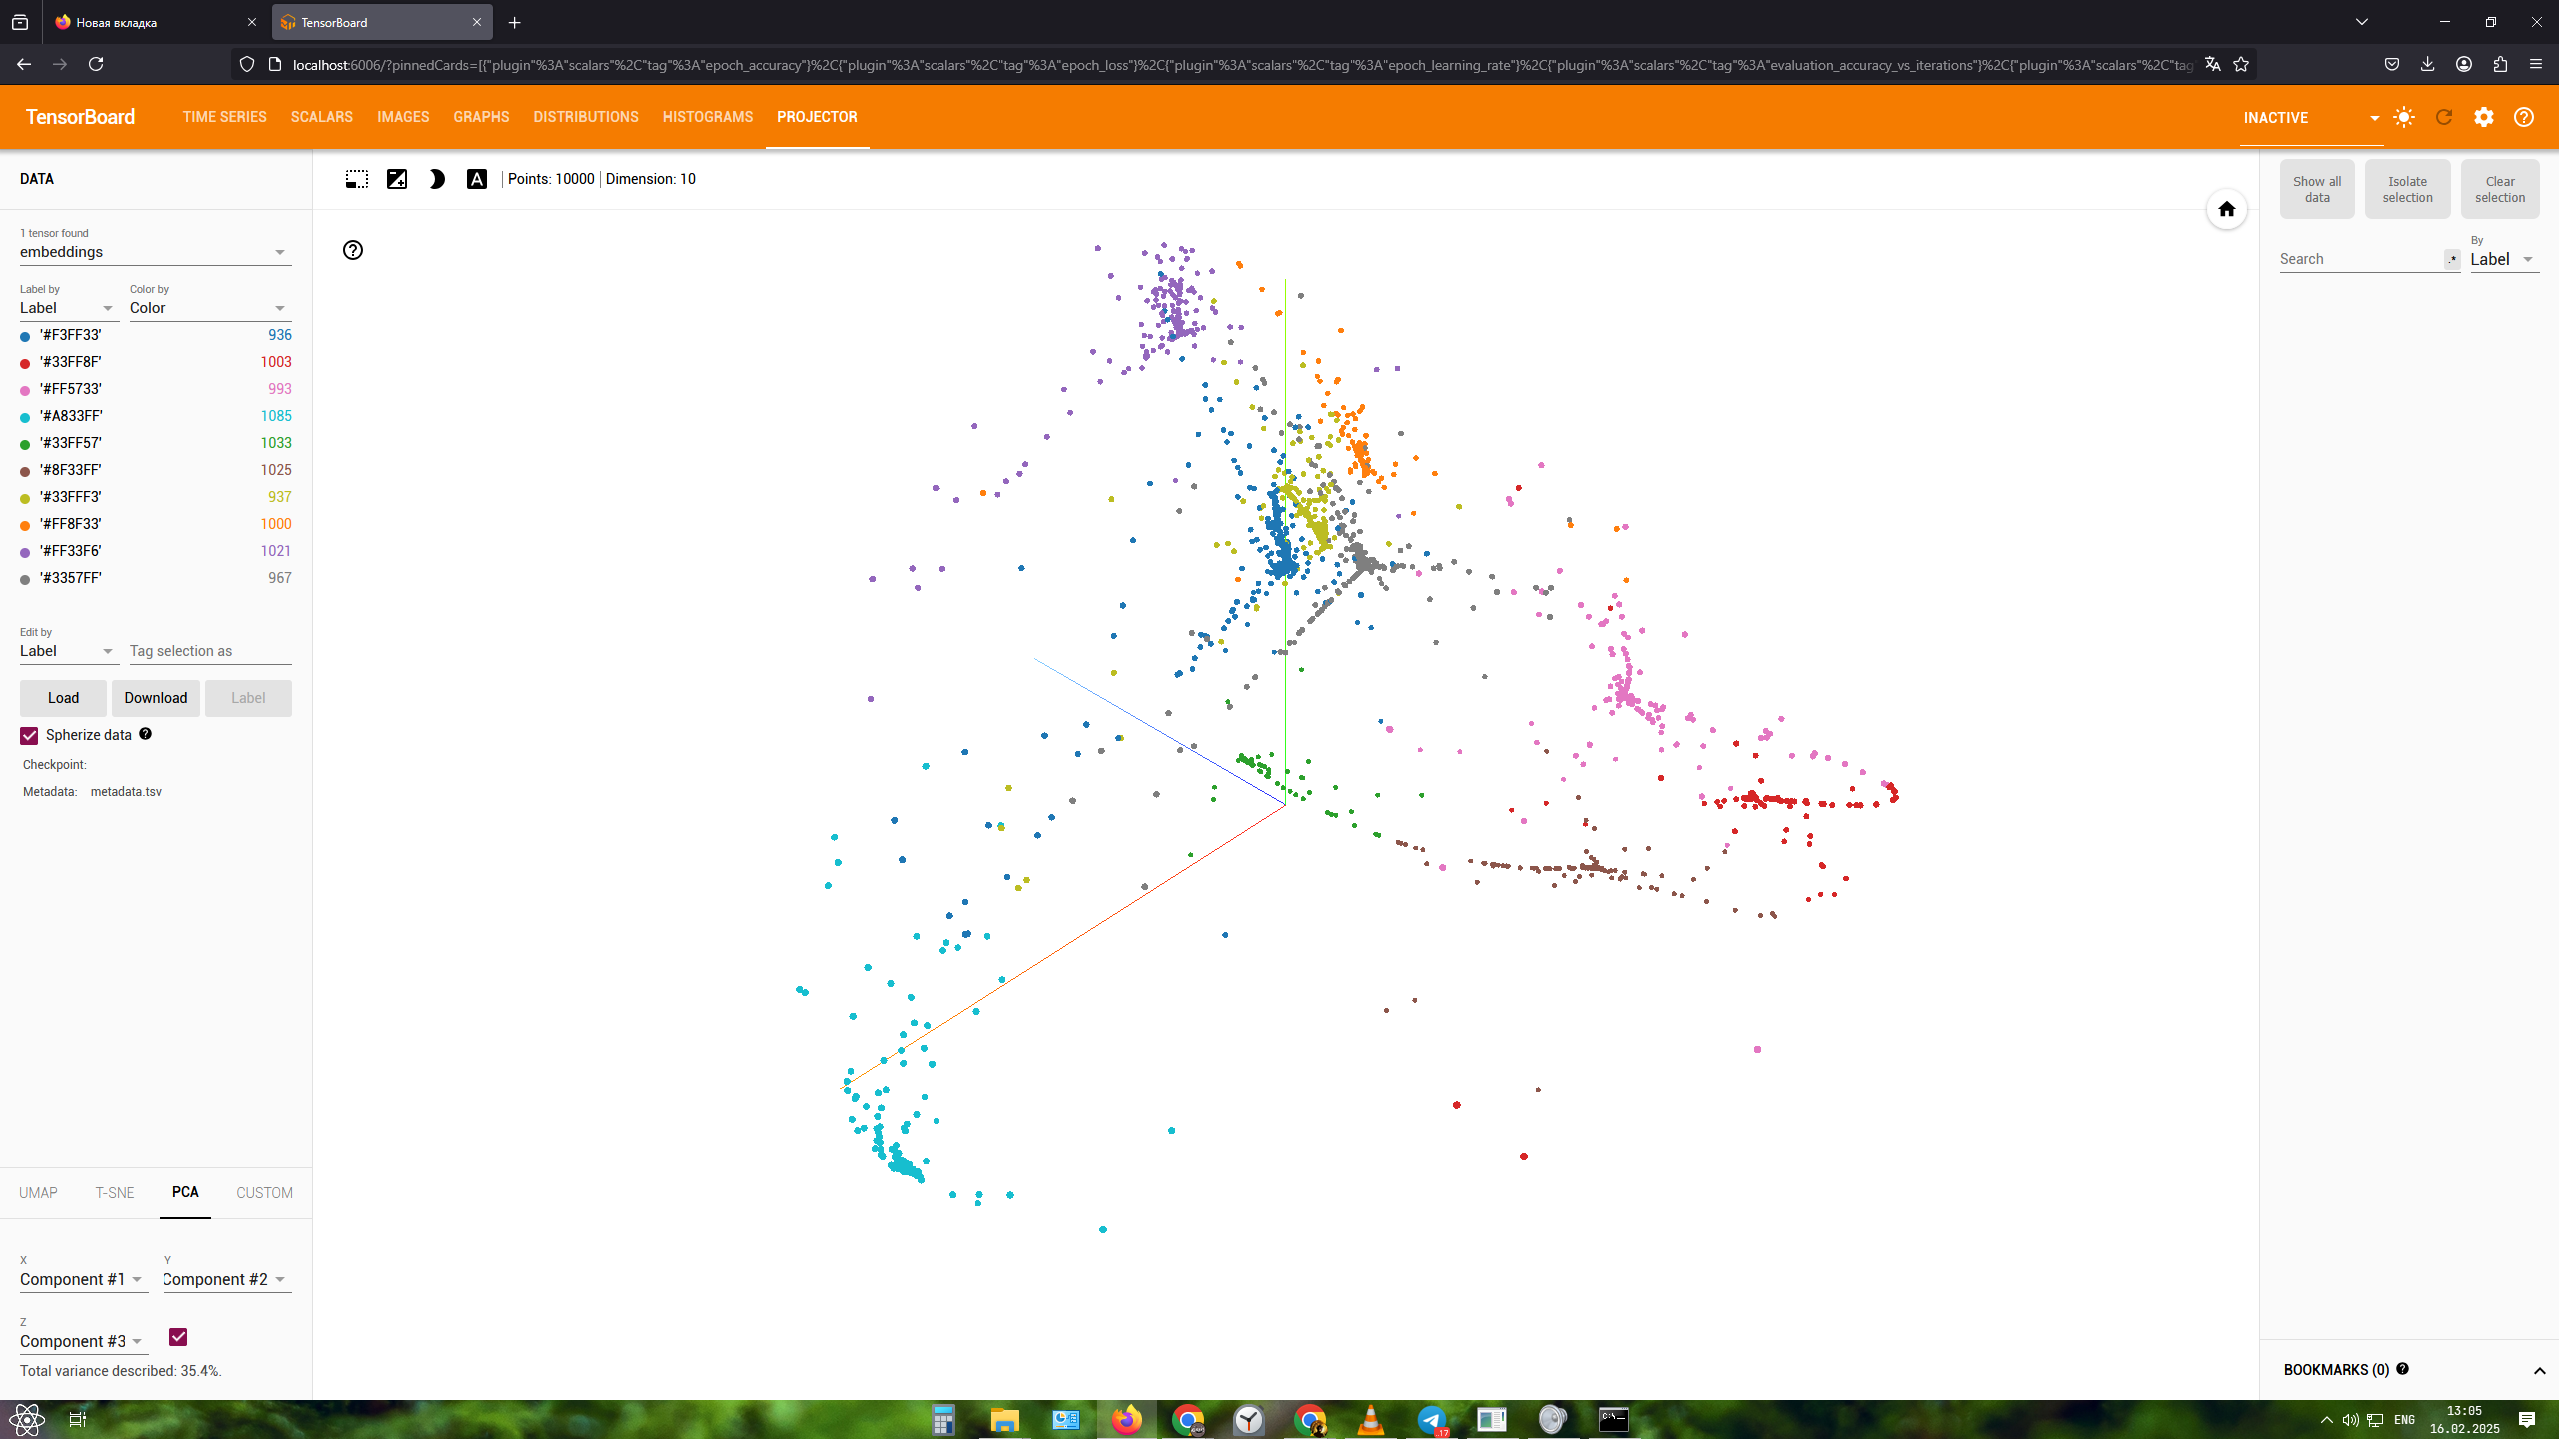 Новая вкладка
TensorBoard
localhost:6006/?pinnedCards=[{"plugin"%3A"scalars"%2C"tag"%3A"epoch_accuracy"}%2C{"plugin"%3A"scalars"%2C"tag"%3A"epoch_loss"}%2C{"plugin"%3A"scalars"%2C"tag"%3A"epoch_learning_rate"}%2C{"plugin"%3A"scalars"%2C"tag"%3A"evaluation_accuracy_vs_iterations"}%2C{"plugin"%3A"scalars"%2C"tag"
TensorBoard
TIME SERIES SCALARS IMAGES GRAPHS DISTRIBUTIONS HISTOGRAMS PROJECTOR
INACTIVE
DATA
A
Points: 10000 Dimension: 10
Show all data
Isolate selection
Clear selection
1 tensor found
embeddings
Label by
Label
Color by
Color
'#F3FF33' 936
'#33FF8F' 1003
'#FF5733' 993
'#A833FF' 1085
'#33FF57' 1033
'#8F33FF' 1025
'#33FFF3' 937
'#FF8F33' 1000
'#FF33F6' 1021
'#3357FF' 967
Search
.*
By
Label
Edit by
Label
Tag selection as
Load Download Label
Spherize data
Checkpoint:
Metadata: metadata.tsv
UMAP T-SNE PCA CUSTOM
X
Component #1
Y
Component #2
Z
Component #3
Total variance described: 35.4%.
BOOKMARKS (0)
17
C:\
ENG
13:05
16.02.2025